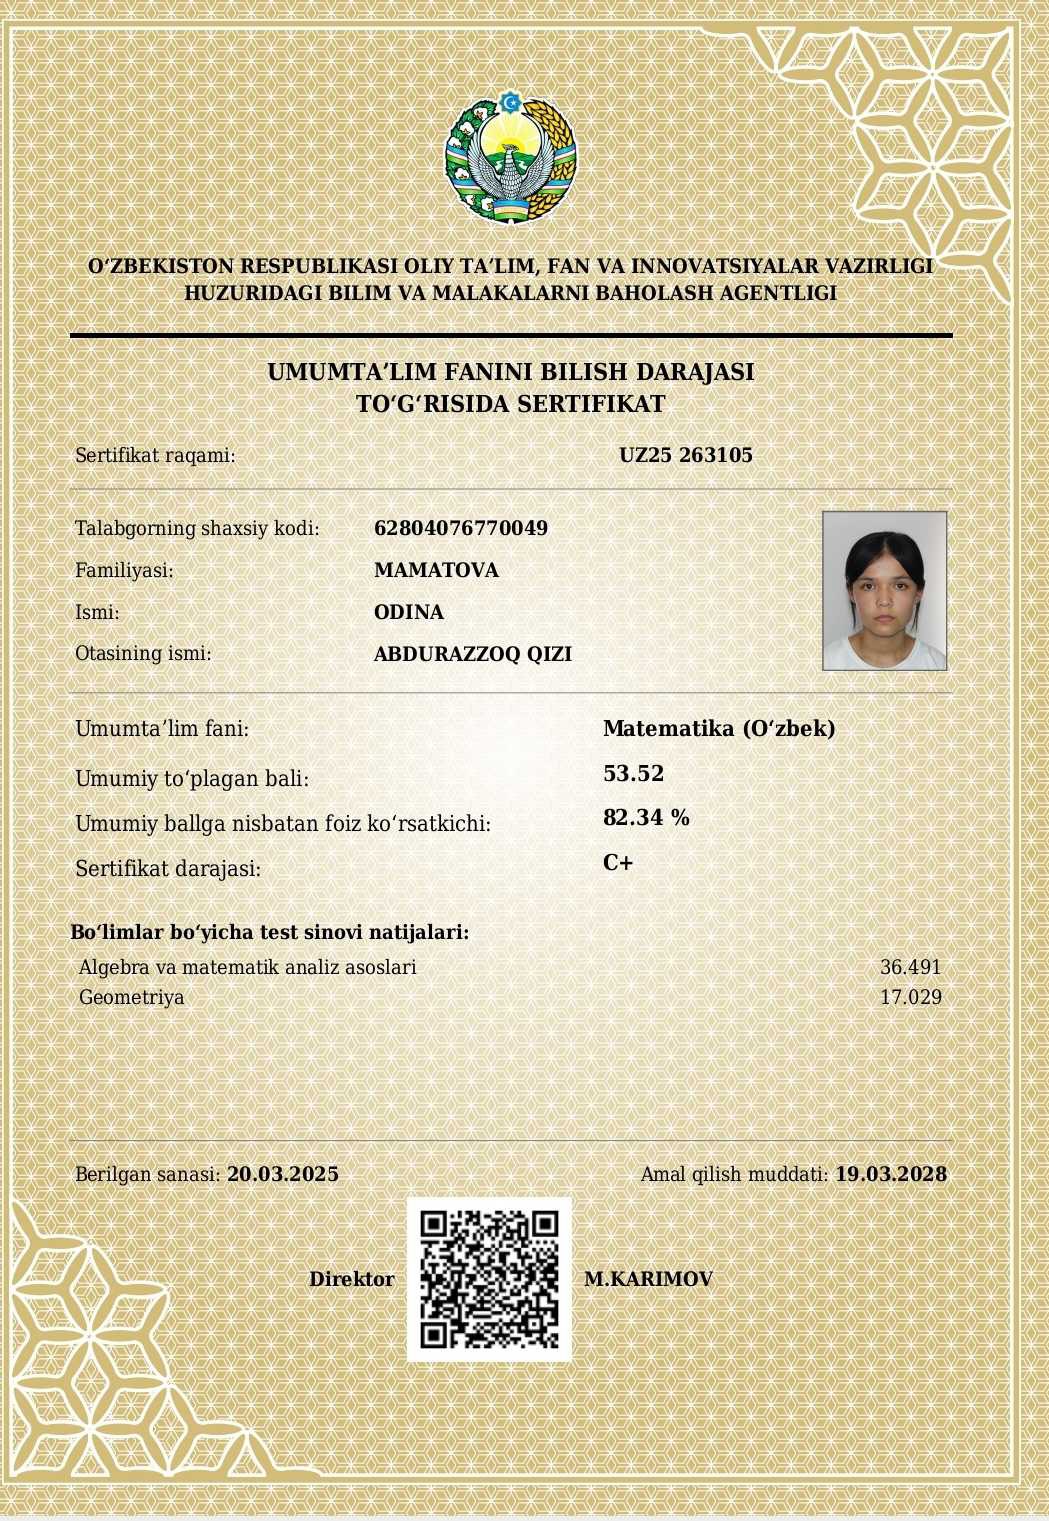 O‘ZBEKISTON RESPUBLIKASI OLIY TA’LIM, FAN VA INNOVATSIYALAR VAZIRLIGI
HUZURIDAGI BILIM VA MALAKALARNI BAHOLASH AGENTLIGI
UMUMTA’LIM FANINI BILISH DARAJASI
TO‘G‘RISIDA SERTIFIKAT
Sertifikat raqami: UZ25 263105
Talabgorning shaxsiy kodi: 62804076770049
Familiyasi: MAMATOVA
Ismi: ODINA
Otasining ismi: ABDURAZZOQ QIZI
Umumta’lim fani: Matematika (O‘zbek)
Umumiy to‘plagan bali: 53.52
Umumiy ballga nisbatan foiz ko‘rsatkichi: 82.34 %
Sertifikat darajasi: C+
Bo‘limlar bo‘yicha test sinovi natijalari:
Algebra va matematik analiz asoslari 36.491
Geometriya 17.029
Berilgan sanasi: 20.03.2025 Amal qilish muddati: 19.03.2028
Direktor M.KARIMOV